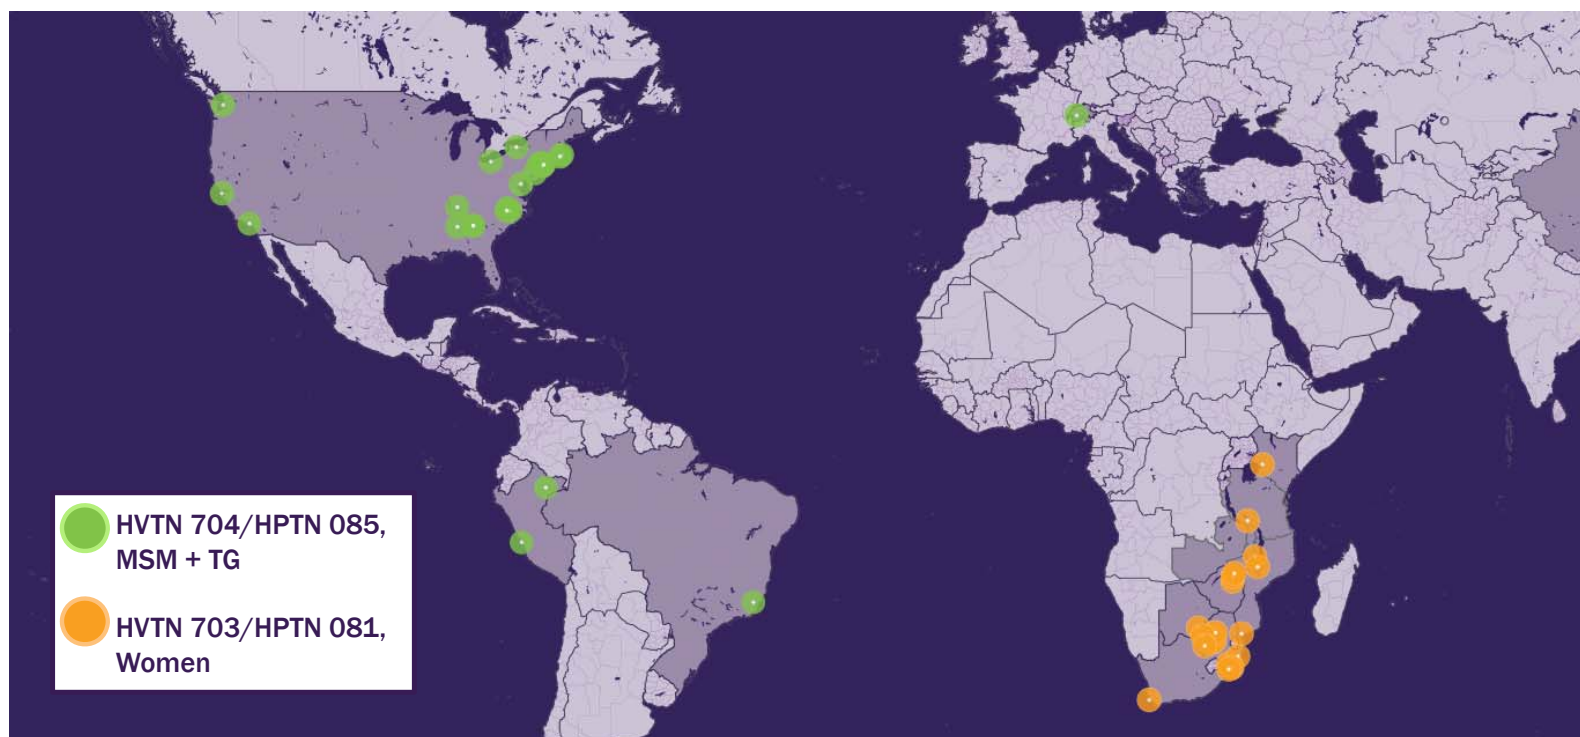 HVTN 704/HPTN 085,
MSM + TG
HVTN 703/HPTN 081,
Women